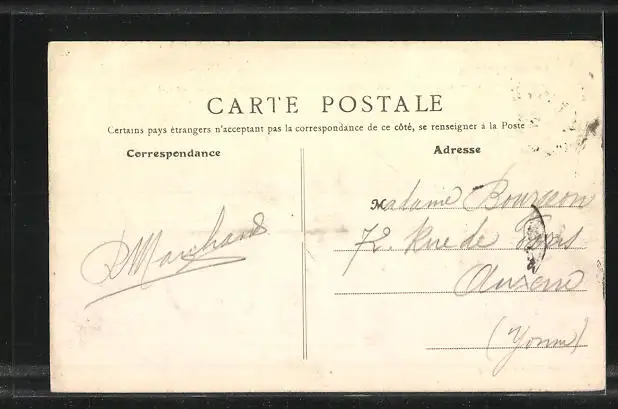 CARTE POSTALE
Certains pays étrangers n'acceptant pas la correspondance de ce côté, se renseigner à la Poste
Correspondance
Adresse
Madame
72. Rue de Paris
Auxerre
(Yonne)
Marchand